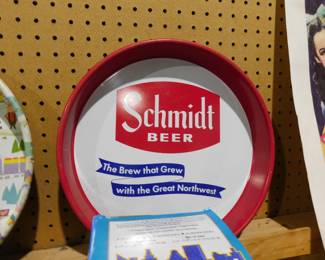 Schmidt
BEER
The Brew that Grew
with the Great Northwest